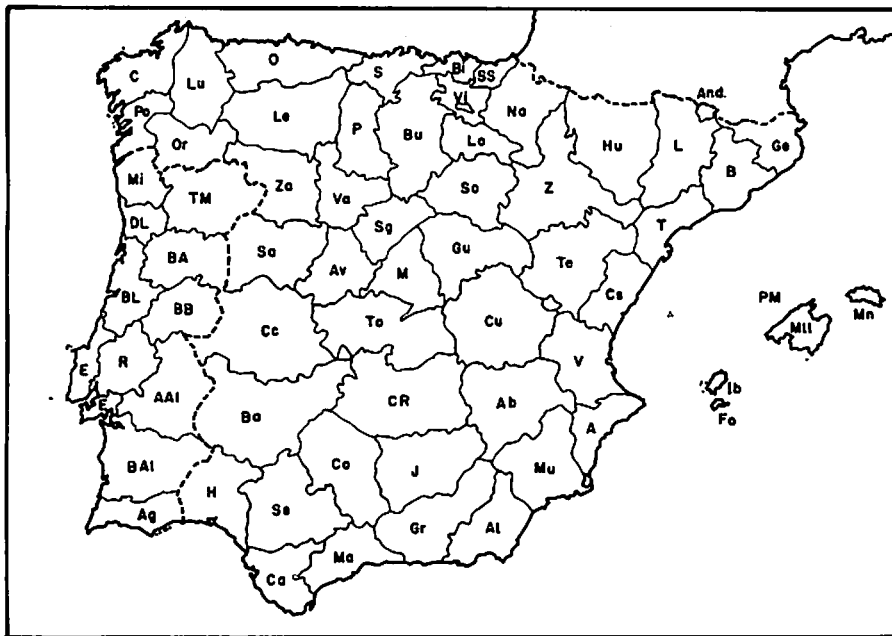 C
Lu
O
S
Bi
SS
Vi
Na
And.
Po
Or
Le
P
Bu
Lo
Hu
L
Ge
B
Mi
TM
Za
Va
So
Z
T
DL
Sg
BA
Sa
Av
M
Gu
Te
Cs
BL
BB
Cc
To
Cu
PM
Mll
Mn
E
R
V
E
AAl
Ba
CR
Ab
Ib
Fo
A
BAl
Co
J
Mu
H
Se
Ag
Gr
Al
Ma
Ca